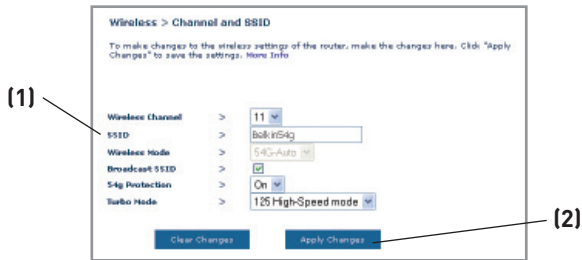 Wireless > Channel and SSID
To make changes to the wireless settings of the router, make the changes here. Click "Apply
Changes" to save the settings. More Info
(1)
Wireless Channel > 11
SSID > Belkin54g
Wireless Mode > 54G-Auto
Broadcast SSID >
54g Protection > On
Turbo Mode > 125 High-Speed mode
Clear Changes Apply Changes
(2)